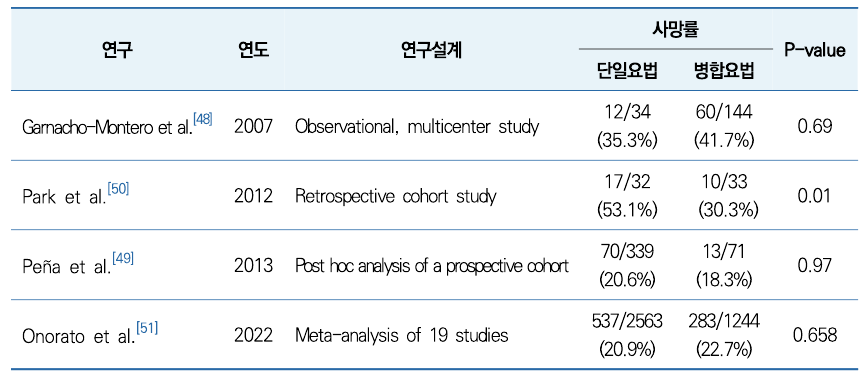 연구 연도 연구설계 사망률 P-value
단일요법 병합요법
Garnacho-Montero et al.[48] 2007 Observational, multicenter study 12/34 60/144 0.69
(35.3%) (41.7%)
Park et al.[50] 2012 Retrospective cohort study 17/32 10/33 0.01
(53.1%) (30.3%)
Peña et al.[49] 2013 Post hoc analysis of a prospective cohort 70/339 13/71 0.97
(20.6%) (18.3%)
Onorato et al.[51] 2022 Meta-analysis of 19 studies 537/2563 283/1244 0.658
(20.9%) (22.7%)